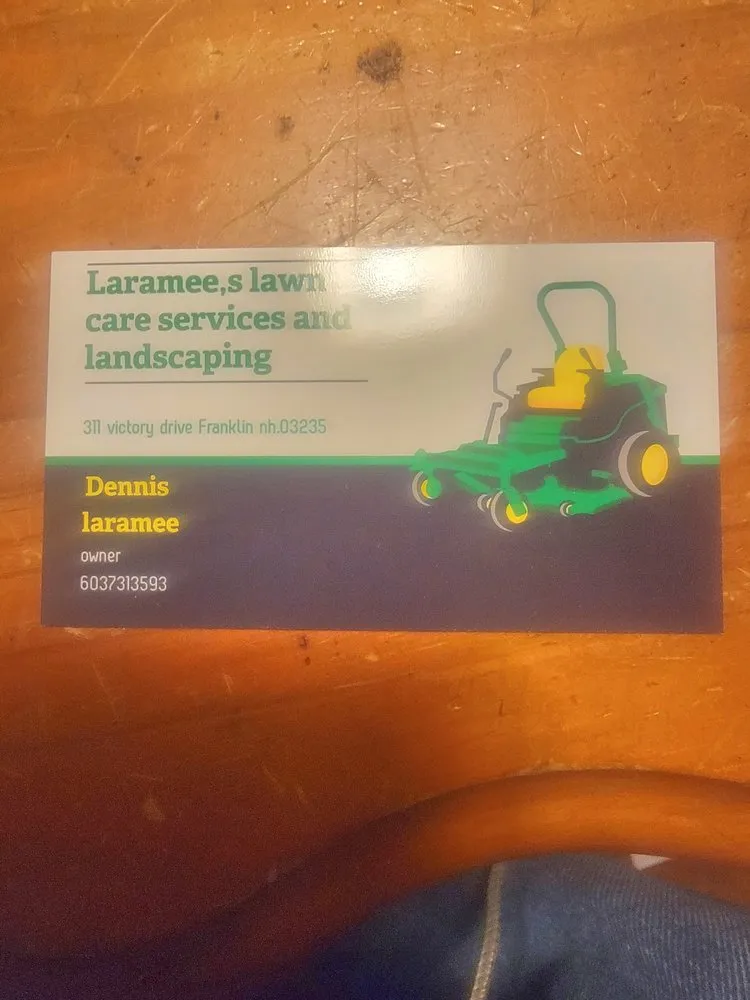 Laramee,s lawn
care services and
landscaping
311 victory drive Franklin nh.03235
Dennis
laramee
owner
6037313593